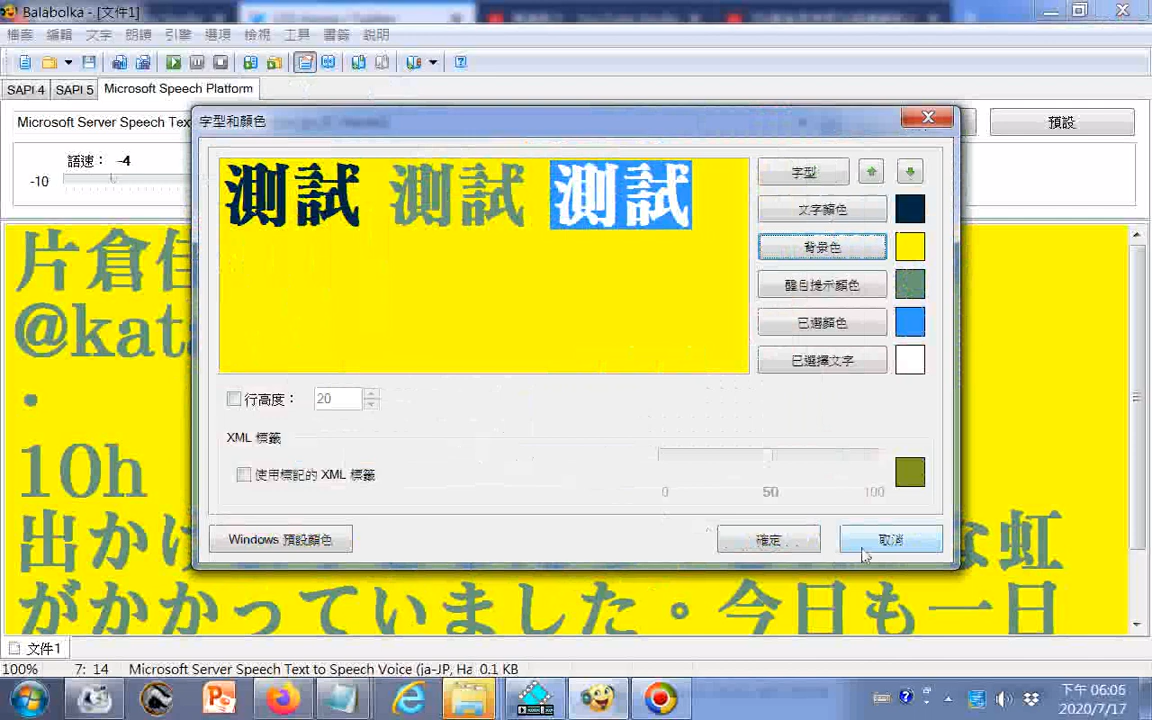 Balabolka - [文件1]
檔案 編輯 文字 朗讀 引擎 選項 檢視 工具 書籤 說明
SAPI 4 SAPI 5 Microsoft Speech Platform
Microsoft Server Speech Tex
預設
語速： -4
-10
字型和顏色
測試 測試 測試
字型
文字顏色
背景色
醒目提示顏色
已選顏色
已選擇文字
行高度： 20
XML 標籤
使用標記的 XML 標籤
0 50 100
Windows 預設顏色 確定 取消
片倉佳
@kata
・
10h
出か な虹
がかかっていました。今日も一日
文件1
100% 7: 14 Microsoft Server Speech Text to Speech Voice (ja-JP, Ha 0.1 KB
下午 06:05
2020/7/17